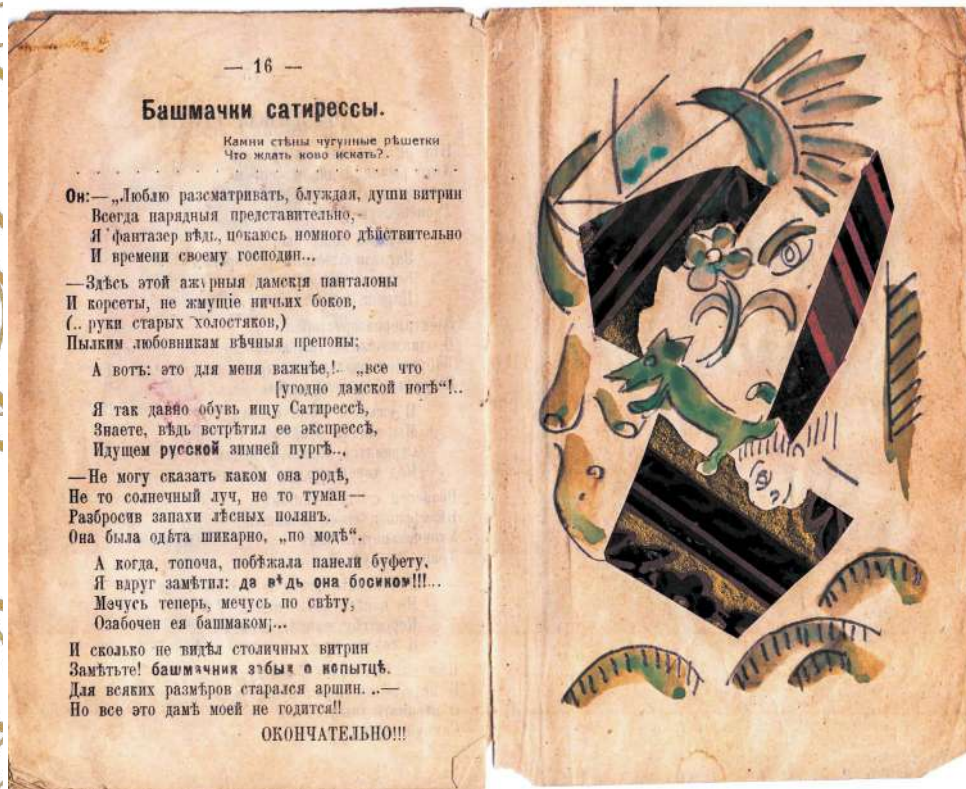 — 16 —
Башмачки сатирессы.
Камни стѣны чугунные рѣшетки
Что ждать ково искать?.
Он:—„Люблю разсматривать, блуждая, души витрин
Всегда нарядныя представительно,-
Я фантазер вѣдь, покаюсь номного дѣйствительно
И времени своему господин...
—Здѣсь этой ажурныя дамскія панталоны
И корсеты, не жмущіе ничьих боков,
(.. руки старых холостяков,)
Пылким любовникам вѣчныя препоны;
А вотъ: это для меня важнѣе,!. „все что
[угодно дамской ногѣ“!..
Я так давно обувь ищу Сатирессѣ,
Знаете, вѣдь встрѣтил ее экспрессѣ,
Идущем русской зимней пургѣ...
—Не могу сказать каком она родѣ,
Не то солнечный луч, не то туман—
Разбросив запахи лѣсных полянъ.
Она была одѣта шикарно, „по модѣ“.
А когда, топоча, побѣжала панели буфету,
Я вдруг замѣтил: да вѣдь она босиком!!!...
Мечусь теперь, мечусь по свѣту,
Озабочен ея башмаком;...
И сколько не видѣл столичных витрин
Замѣтьте! башмачник забыл о копытцѣ.
Для всяких размѣров старался аршин. ..—
Но все это дамѣ моей не годится!!
ОКОНЧАТЕЛЬНО!!!